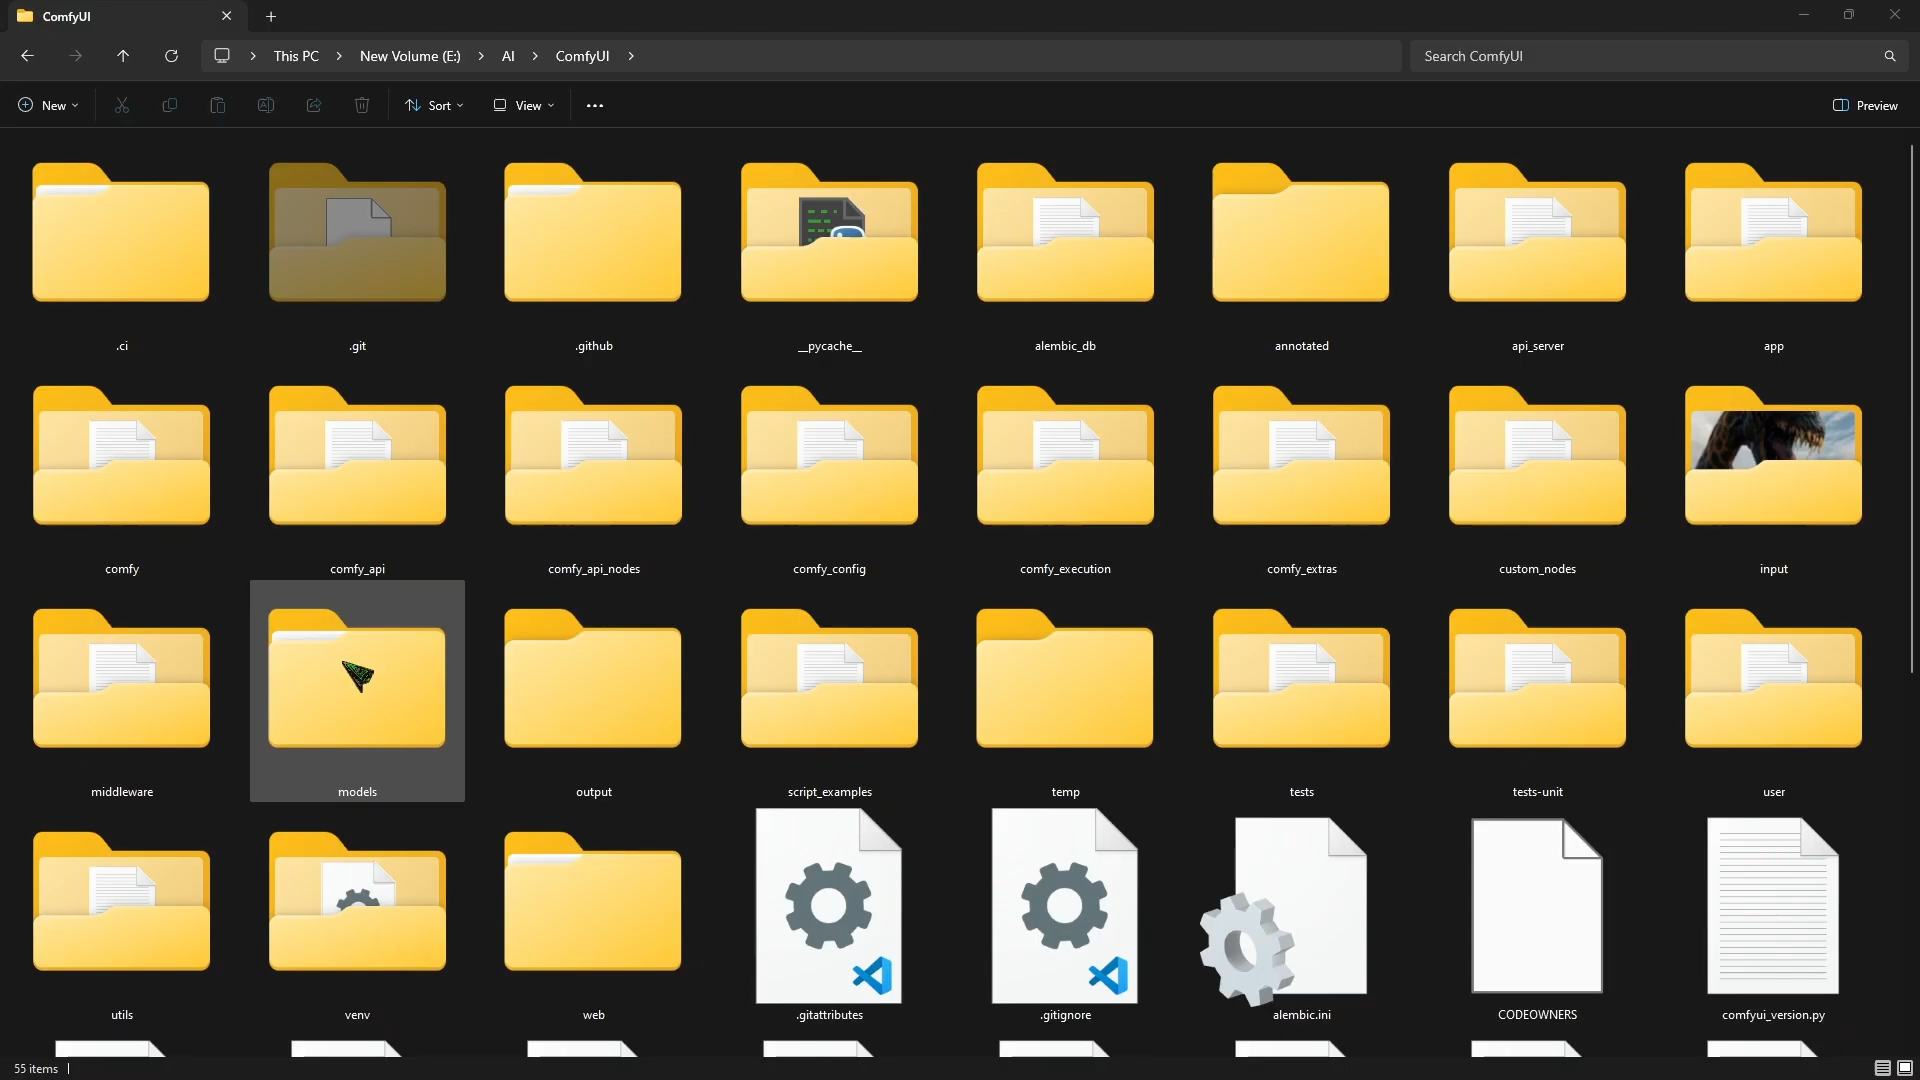 ComfyUI
This PC
New Volume (E:)
AI
ComfyUI
Search ComfyUI
New
Sort
View
Preview
.ci
.git
.github
__pycache__
alembic_db
annotated
api_server
app
comfy
comfy_api
comfy_api_nodes
comfy_config
comfy_execution
comfy_extras
custom_nodes
input
middleware
models
output
script_examples
temp
tests
tests-unit
user
utils
venv
web
.gitattributes
.gitignore
alembic.ini
CODEOWNERS
comfyui_version.py
55 items